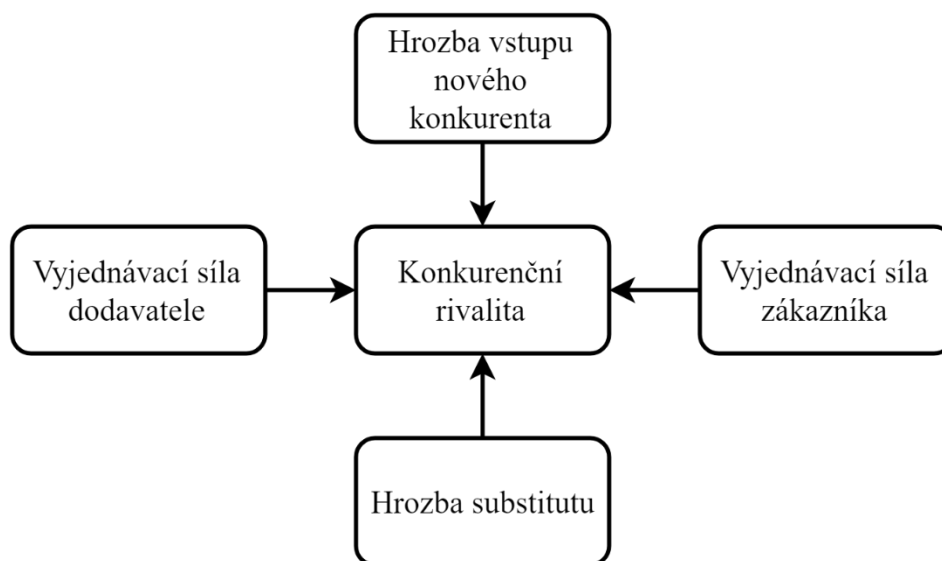 Hrozba vstupu
nového
konkurenta
Vyjednávací síla
dodavatele
Konkurenční
rivalita
Vyjednávací síla
zákazníka
Hrozba substitutu